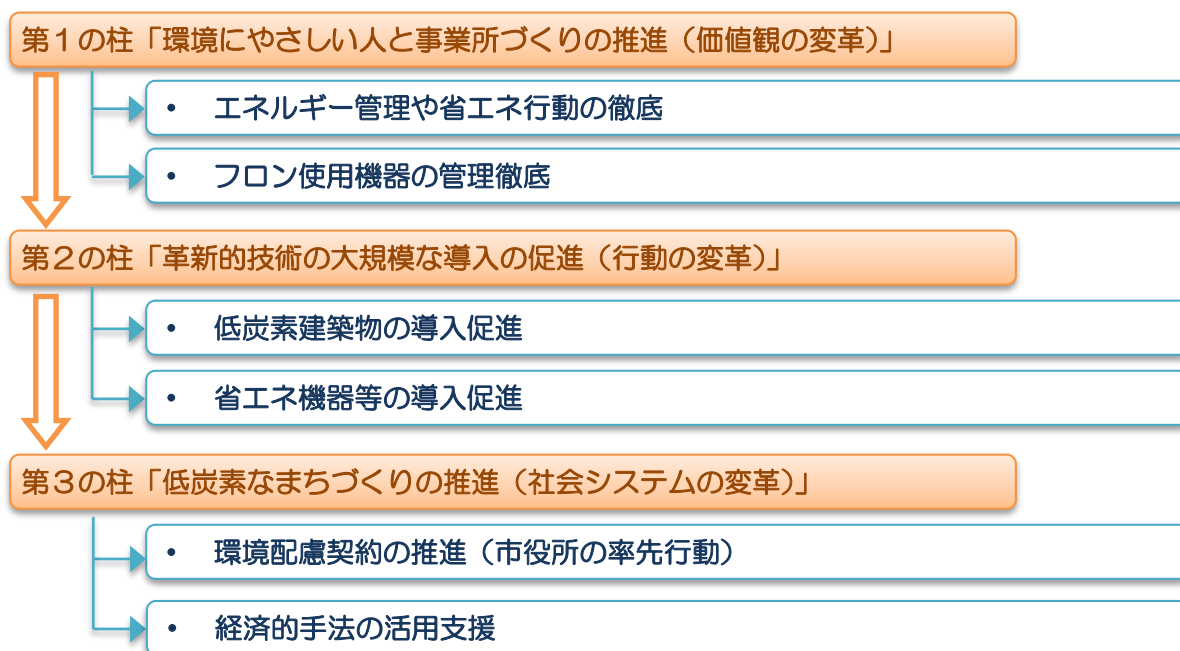 第１の柱「環境にやさしい人と事業所づくりの推進（価値観の変革）」
• エネルギー管理や省エネ行動の徹底
• フロン使用機器の管理徹底
第２の柱「革新的技術の大規模な導入の促進（行動の変革）」
• 低炭素建築物の導入促進
• 省エネ機器等の導入促進
第３の柱「低炭素なまちづくりの推進（社会システムの変革）」
• 環境配慮契約の推進（市役所の率先行動）
• 経済的手法の活用支援